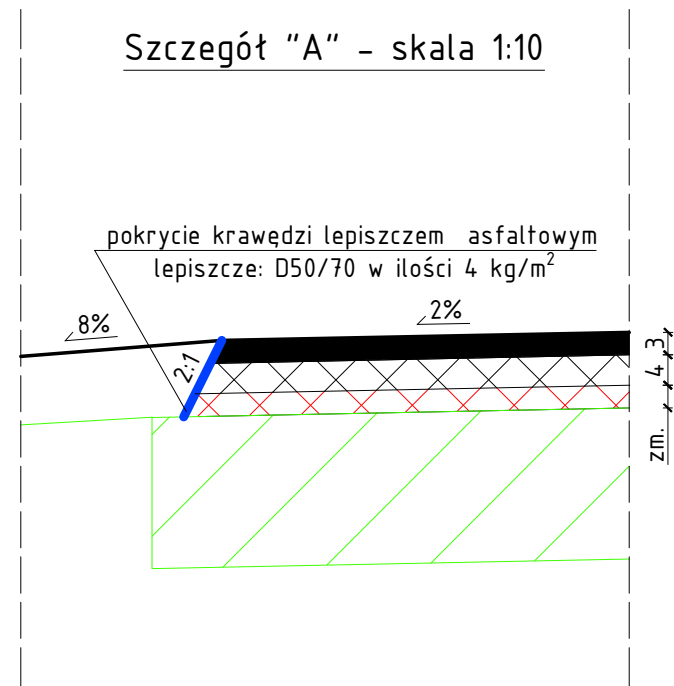 Szczegół "A" - skala 1:10
pokrycie krawędzi lepiszczem asfaltowym
lepiszcze: D50/70 w ilości 4 kg/m²
8%
2%
2:1
3
4
zm.